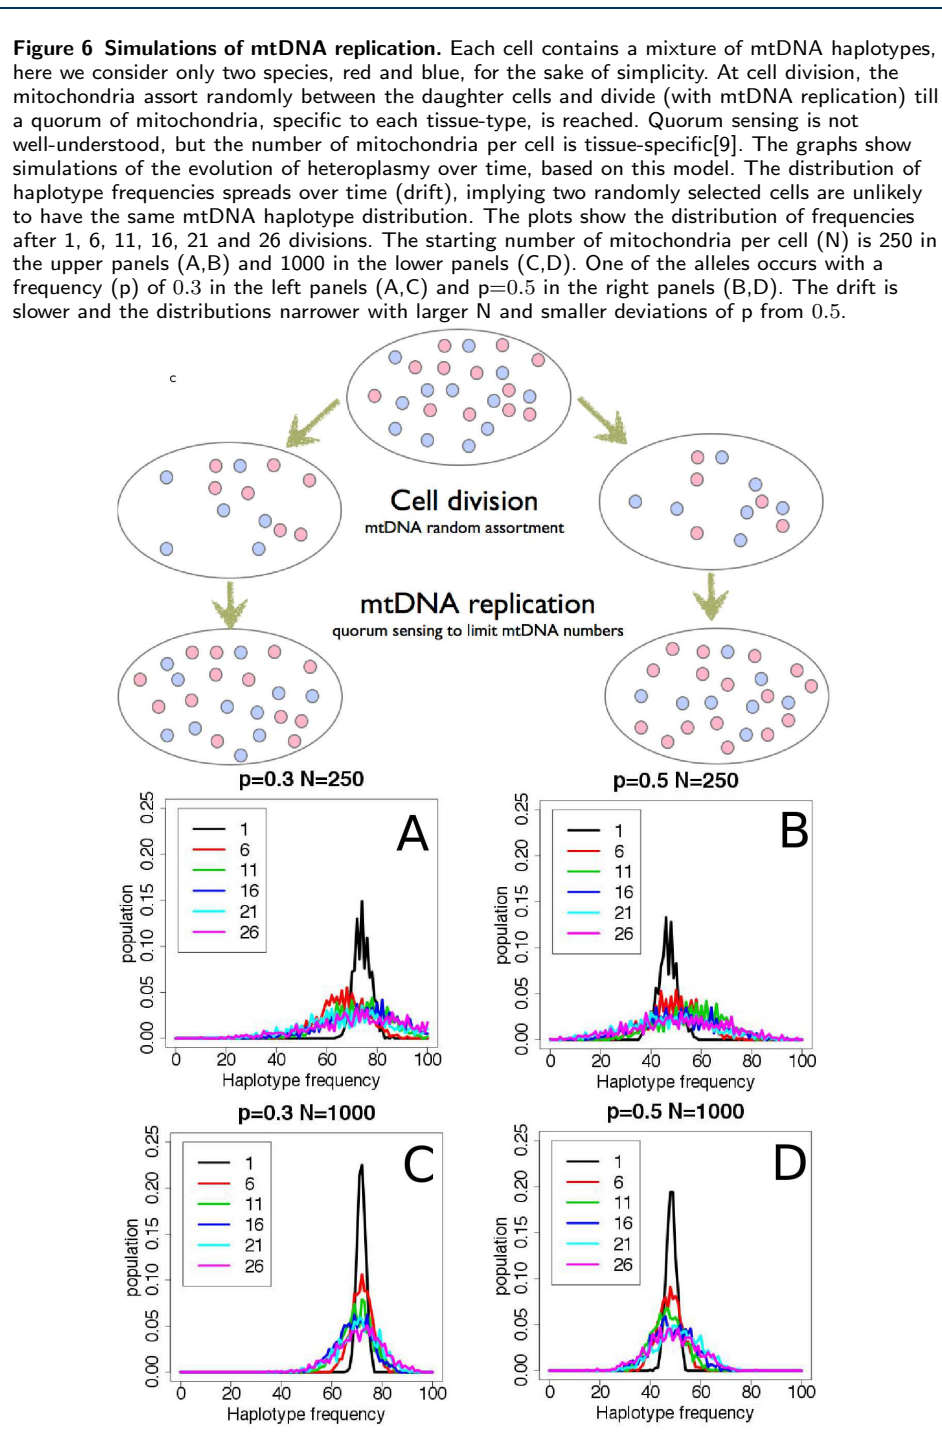 Figure 6 Simulations of mtDNA replication. Each cell contains a mixture of mtDNA haplotypes,
here we consider only two species, red and blue, for the sake of simplicity. At cell division, the
mitochondria assort randomly between the daughter cells and divide (with mtDNA replication) till
a quorum of mitochondria, specific to each tissue-type, is reached. Quorum sensing is not
well-understood, but the number of mitochondria per cell is tissue-specific[9]. The graphs show
simulations of the evolution of heteroplasmy over time, based on this model. The distribution of
haplotype frequencies spreads over time (drift), implying two randomly selected cells are unlikely
to have the same mtDNA haplotype distribution. The plots show the distribution of frequencies
after 1, 6, 11, 16, 21 and 26 divisions. The starting number of mitochondria per cell (N) is 250 in
the upper panels (A,B) and 1000 in the lower panels (C,D). One of the alleles occurs with a
frequency (p) of 0.3 in the left panels (A,C) and p=0.5 in the right panels (B,D). The drift is
slower and the distributions narrower with larger N and smaller deviations of p from 0.5.
c
Cell division
mtDNA random assortment
mtDNA replication
quorum sensing to limit mtDNA numbers
p=0.3 N=250
A
1
6
11
16
21
26
population
0.00 0.05 0.10 0.15 0.20 0.25
0 20 40 60 80 100
Haplotype frequency
p=0.5 N=250
B
1
6
11
16
21
26
population
0.00 0.05 0.10 0.15 0.20 0.25
0 20 40 60 80 100
Haplotype frequency
p=0.3 N=1000
C
1
6
11
16
21
26
population
0.00 0.05 0.10 0.15 0.20 0.25
0 20 40 60 80 100
Haplotype frequency
p=0.5 N=1000
D
1
6
11
16
21
26
population
0.00 0.05 0.10 0.15 0.20 0.25
0 20 40 60 80 100
Haplotype frequency